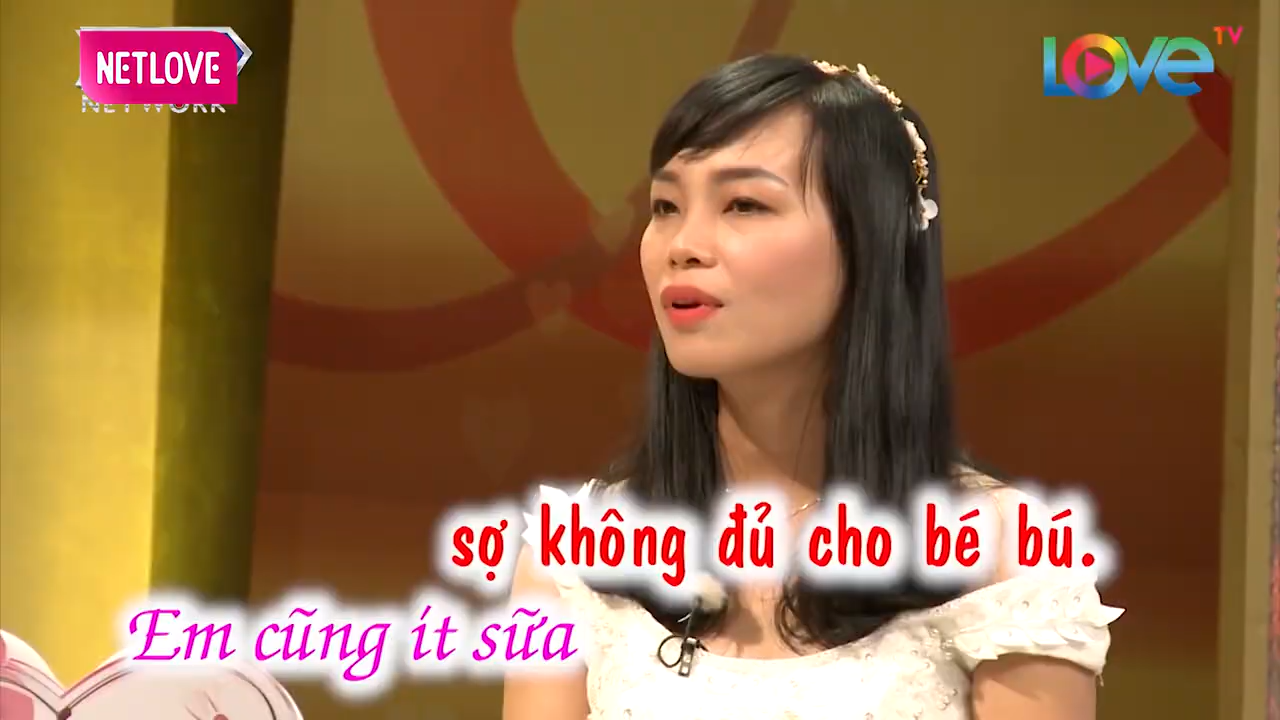 NETLOVE
NETWORK
LOVE TV
sợ không đủ cho bé bú.
Em cũng ít sữa